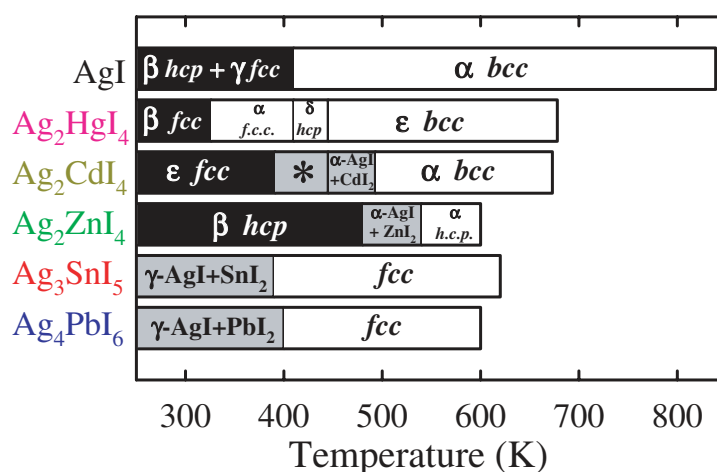 AgI β hcp + γ fcc α bcc
Ag₂HgI₄ β fcc α f.c.c. δ hcp ε bcc
Ag₂CdI₄ ε fcc * α-AgI +CdI₂ α bcc
Ag₂ZnI₄ β hcp α-AgI + ZnI₂ α h.c.p.
Ag₃SnI₅ γ-AgI+SnI₂ fcc
Ag₄PbI₆ γ-AgI+PbI₂ fcc
300 400 500 600 700 800
Temperature (K)